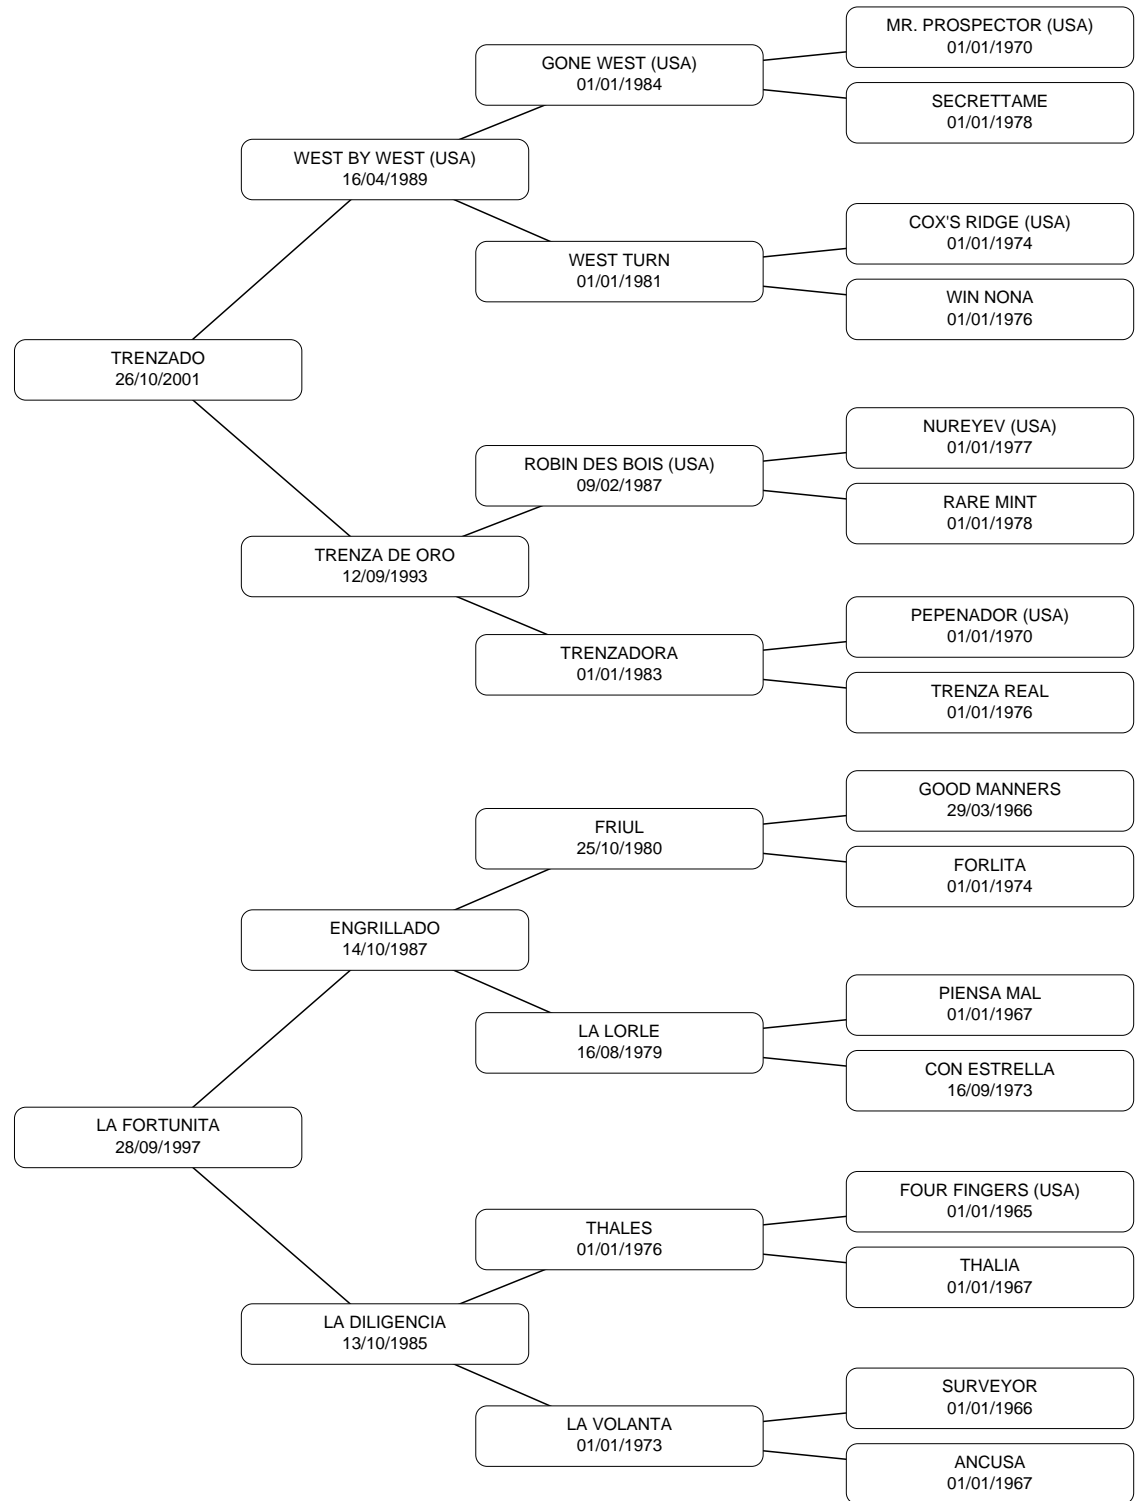 MR. PROSPECTOR (USA)
01/01/1970
GONE WEST (USA)
01/01/1984
SECRETTAME
01/01/1978
WEST BY WEST (USA)
16/04/1989
COX'S RIDGE (USA)
01/01/1974
WEST TURN
01/01/1981
WIN NONA
01/01/1976
TRENZADO
26/10/2001
NUREYEV (USA)
01/01/1977
ROBIN DES BOIS (USA)
09/02/1987
RARE MINT
01/01/1978
TRENZA DE ORO
12/09/1993
PEPENADOR (USA)
01/01/1970
TRENZADORA
01/01/1983
TRENZA REAL
01/01/1976
GOOD MANNERS
29/03/1966
FRIUL
25/10/1980
FORLITA
01/01/1974
ENGRILLADO
14/10/1987
PIENSA MAL
01/01/1967
LA LORLE
16/08/1979
CON ESTRELLA
16/09/1973
LA FORTUNITA
28/09/1997
FOUR FINGERS (USA)
01/01/1965
THALES
01/01/1976
THALIA
01/01/1967
LA DILIGENCIA
13/10/1985
SURVEYOR
01/01/1966
LA VOLANTA
01/01/1973
ANCUSA
01/01/1967